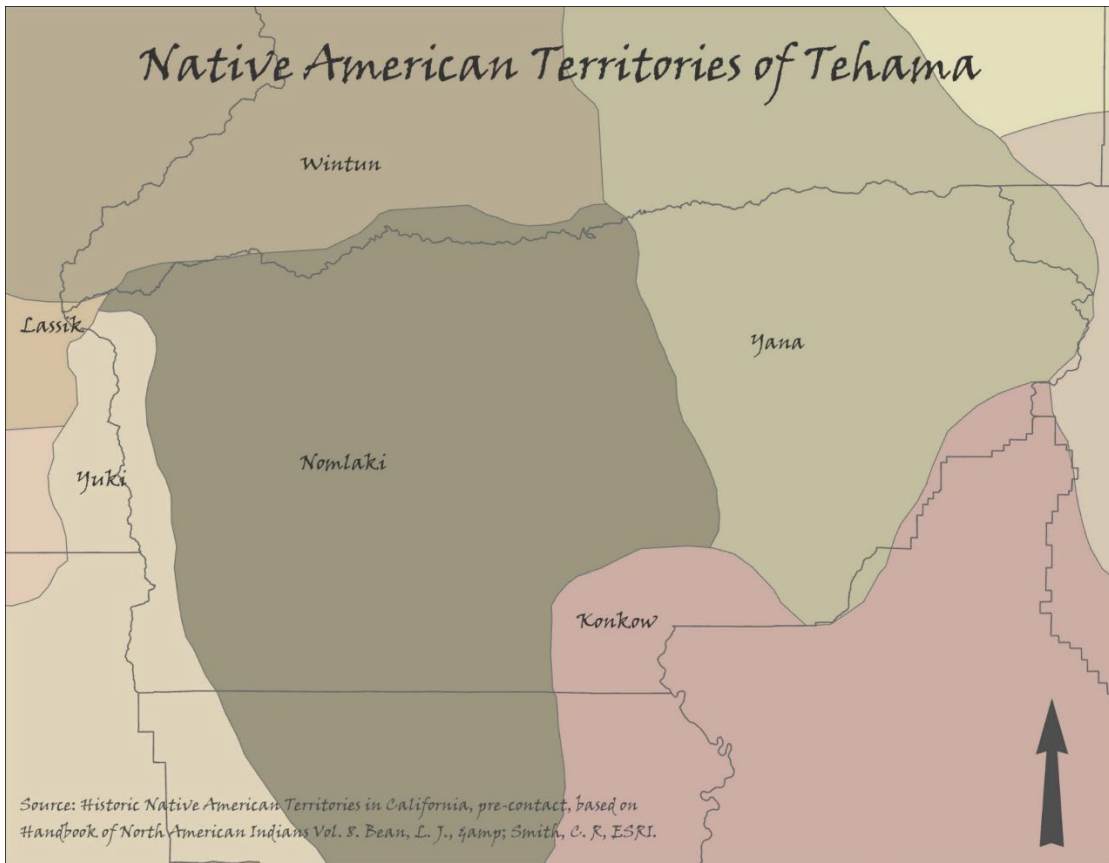 Native American Territories of Tehama
Wintun
Lassik
Yana
Nomlaki
Yuki
Konkow
Source: Historic Native American Territories in California, pre-contact, based on
Handbook of North American Indians Vol. 8. Bean, L. J., &amp; Smith, C. R, ESRI.